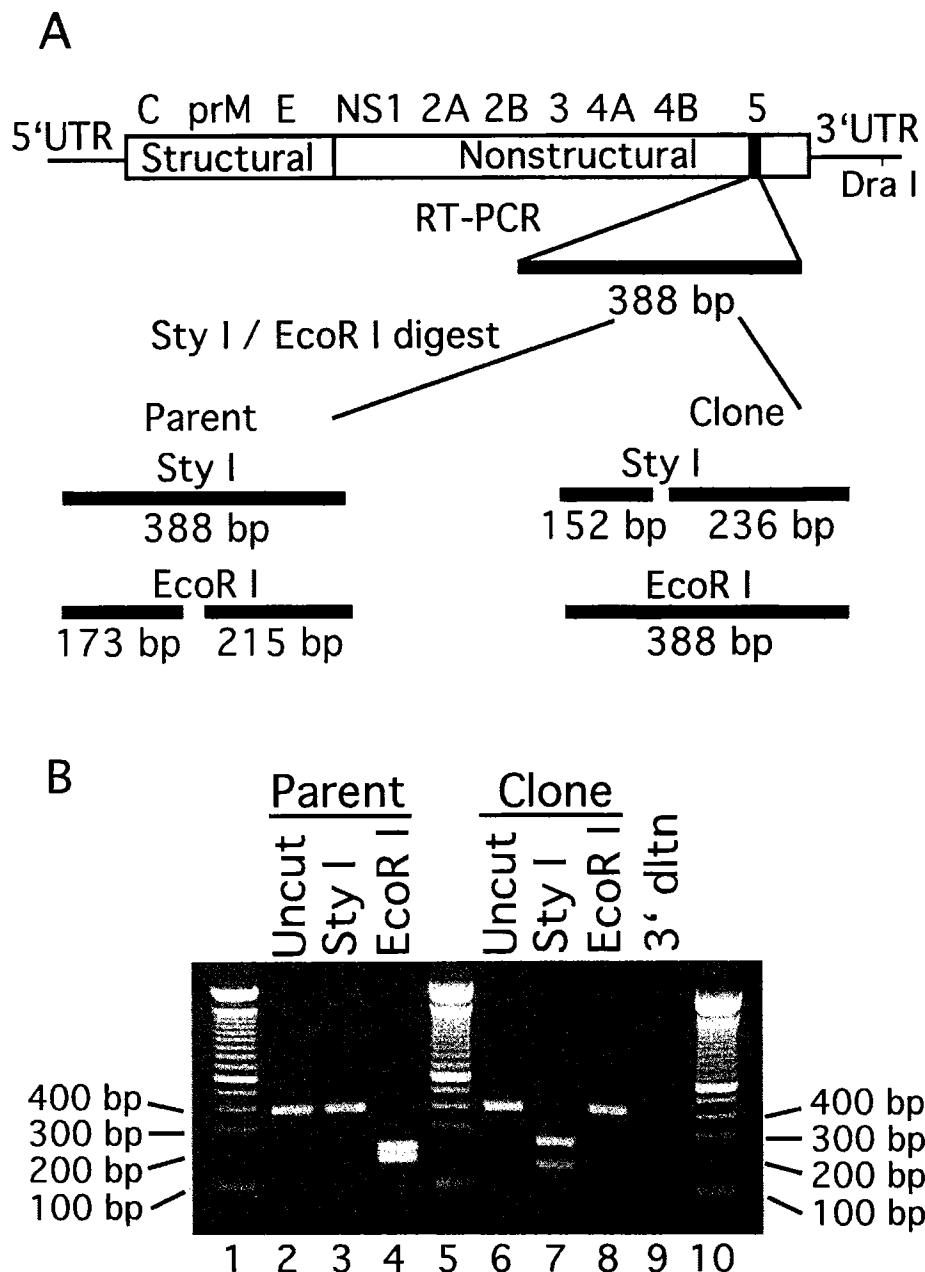 A
C prM E NS1 2A 2B 3 4A 4B 5
5‘UTR Structural Nonstructural 3‘UTR
Dra I
RT-PCR
388 bp
Sty I / EcoR I digest
Parent Clone
Sty I Sty I
388 bp 152 bp 236 bp
EcoR I EcoR I
173 bp 215 bp 388 bp
B
Parent Clone
Uncut Sty I EcoR I Uncut Sty I EcoR I 3‘ dltn
400 bp 400 bp
300 bp 300 bp
200 bp 200 bp
100 bp 100 bp
1 2 3 4 5 6 7 8 9 10